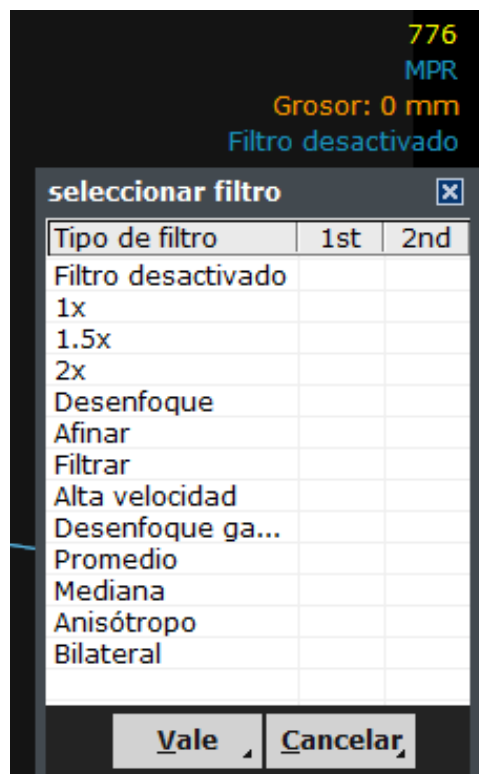 776
MPR
Grosor: 0 mm
Filtro desactivado
seleccionar filtro
Tipo de filtro 1st 2nd
Filtro desactivado
1x
1.5x
2x
Desenfoque
Afinar
Filtrar
Alta velocidad
Desenfoque ga...
Promedio
Mediana
Anisótropo
Bilateral
Vale Cancelar